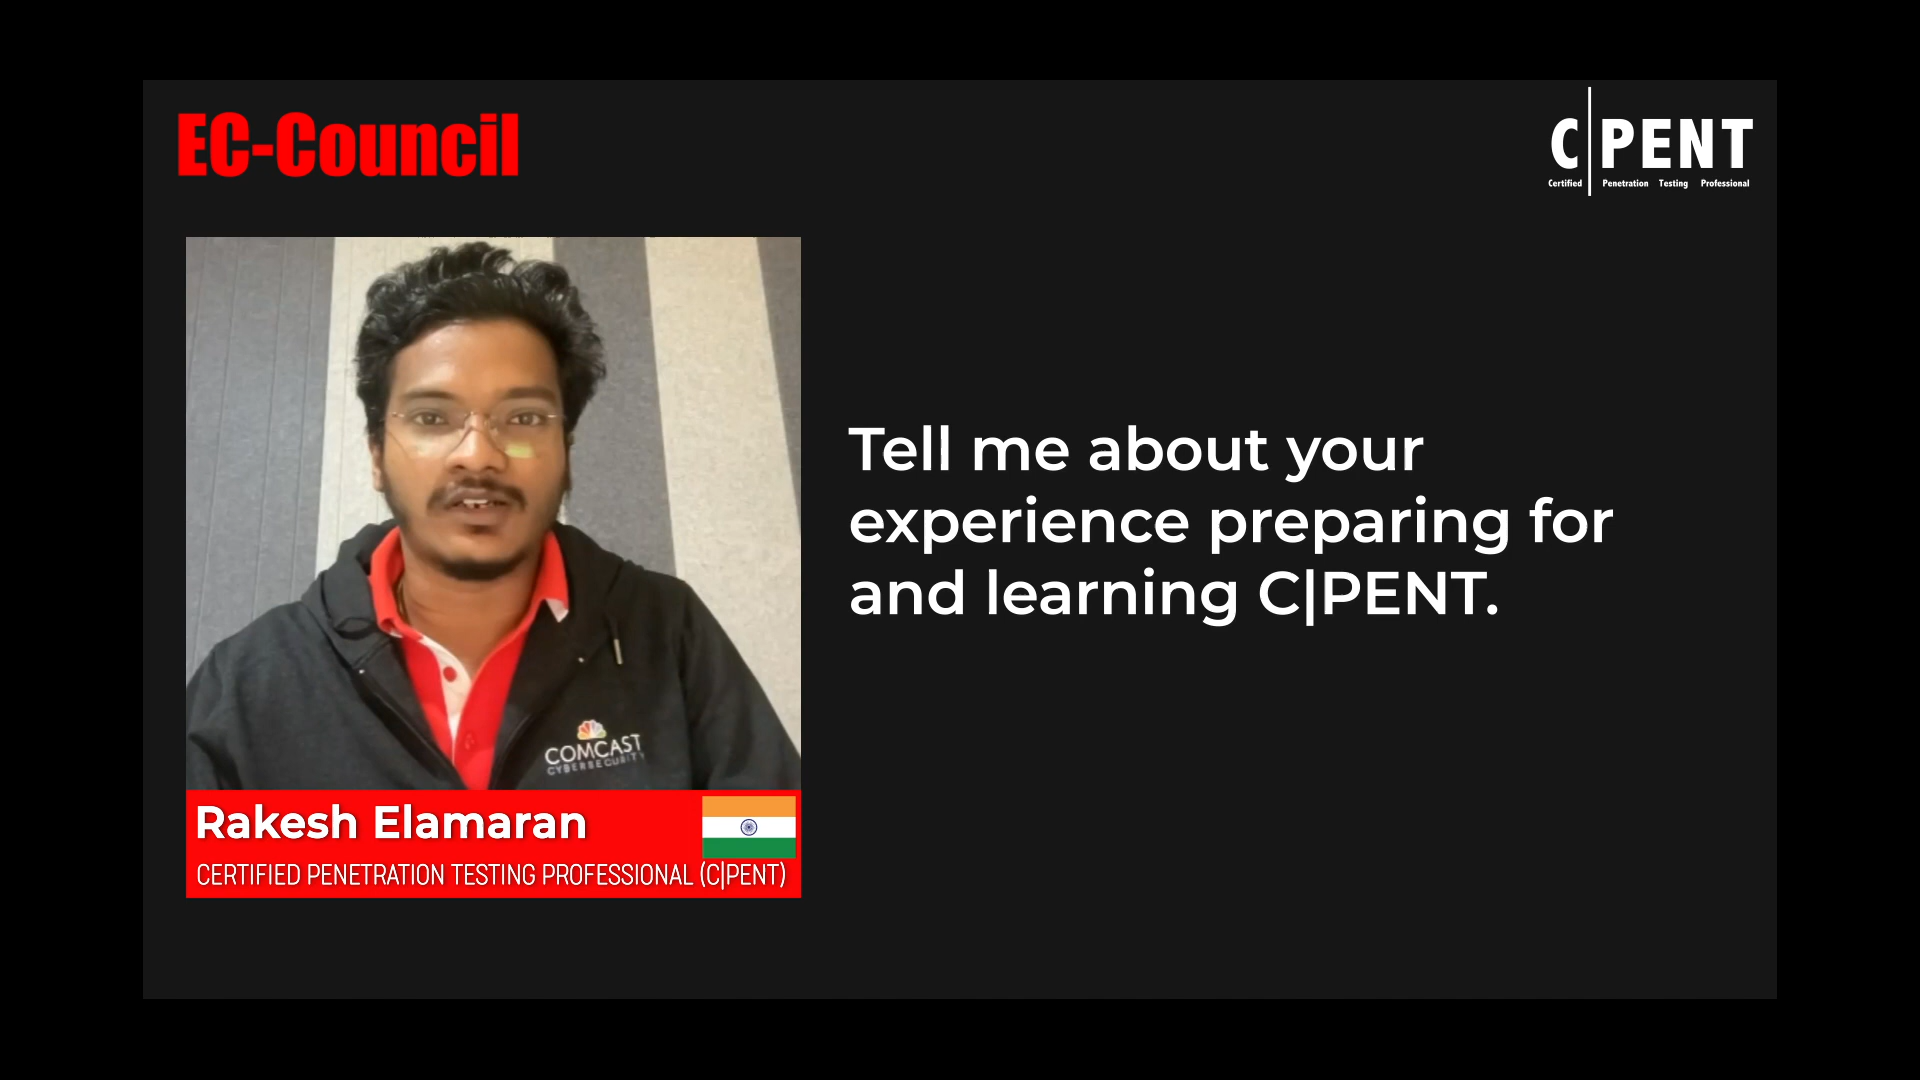 EC-Council
C|PENT
Certified Penetration Testing Professional
Tell me about your
experience preparing for
and learning C|PENT.
COMCAST
CYBERSECURITY
Rakesh Elamaran
CERTIFIED PENETRATION TESTING PROFESSIONAL (C|PENT)